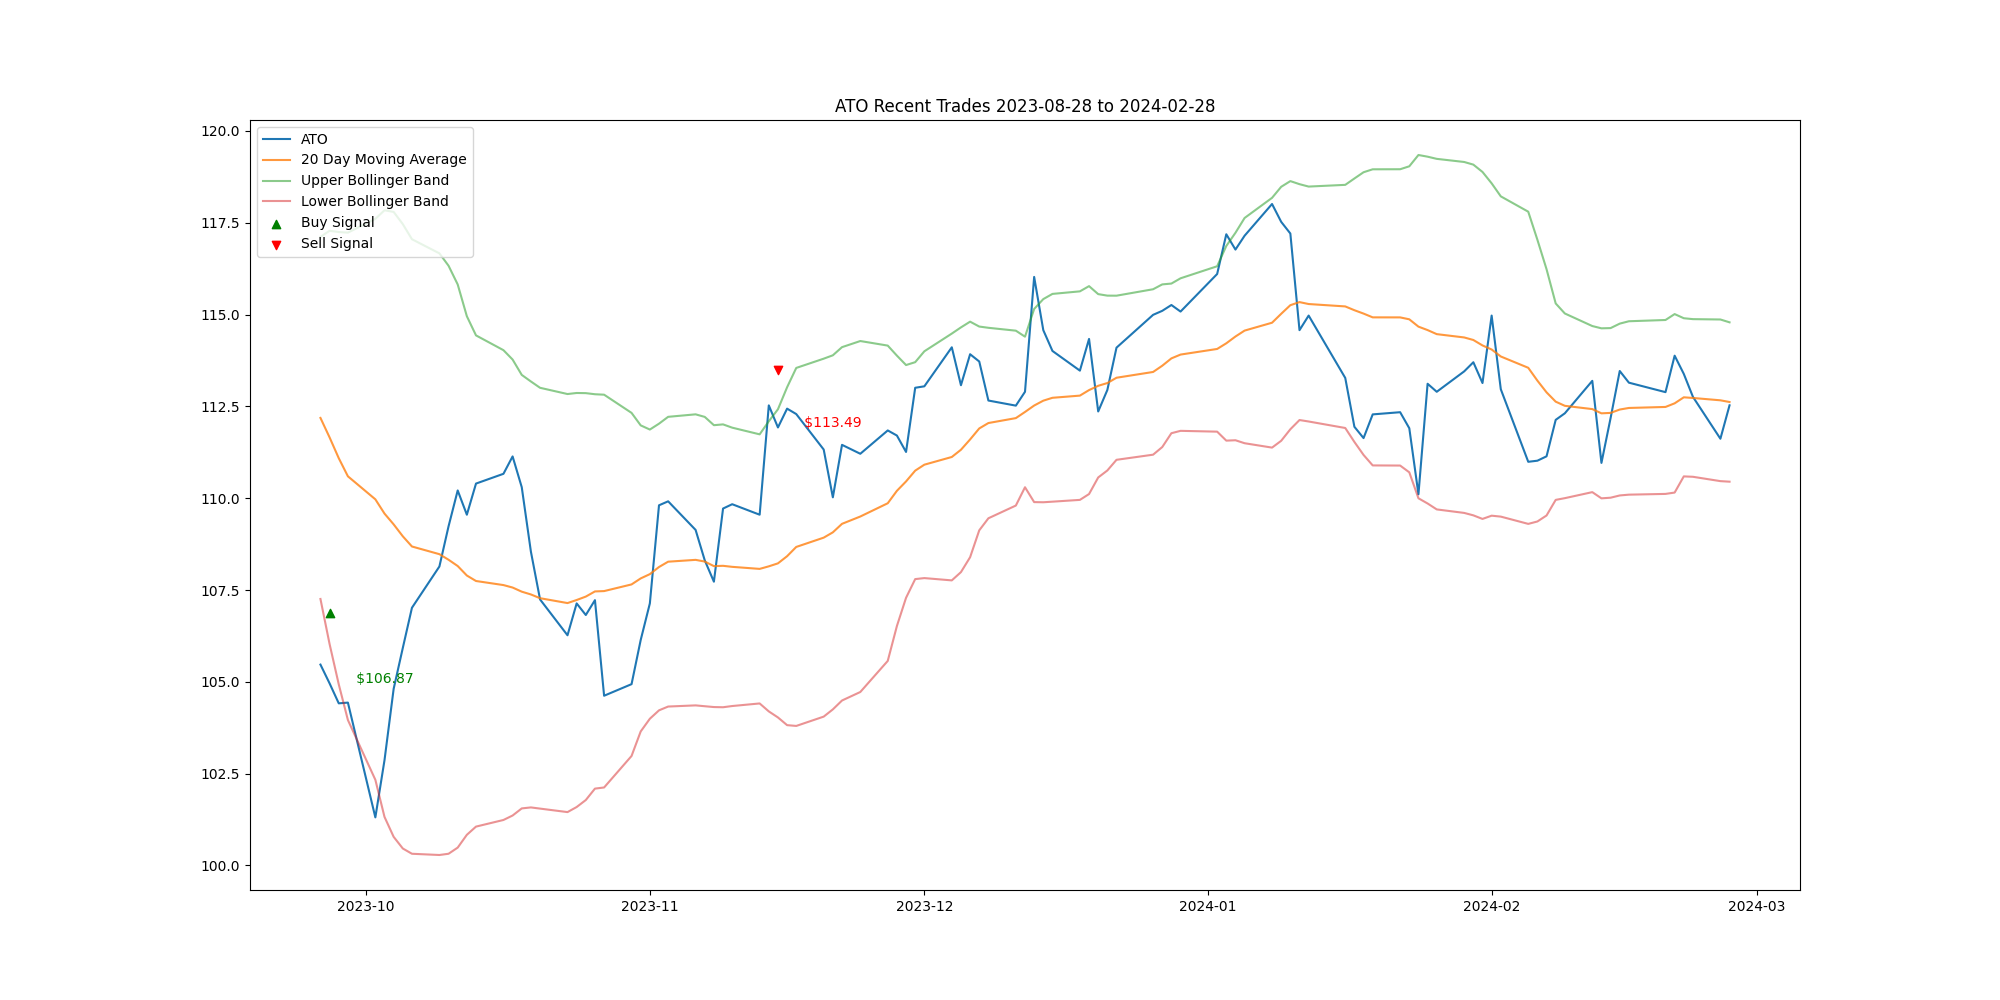 ATO Recent Trades 2023-08-28 to 2024-02-28
120.0
117.5
115.0
112.5
110.0
107.5
105.0
102.5
100.0
ATO
20 Day Moving Average
Upper Bollinger Band
Lower Bollinger Band
Buy Signal
Sell Signal
$113.49
$106.87
2023-10
2023-11
2023-12
2024-01
2024-02
2024-03